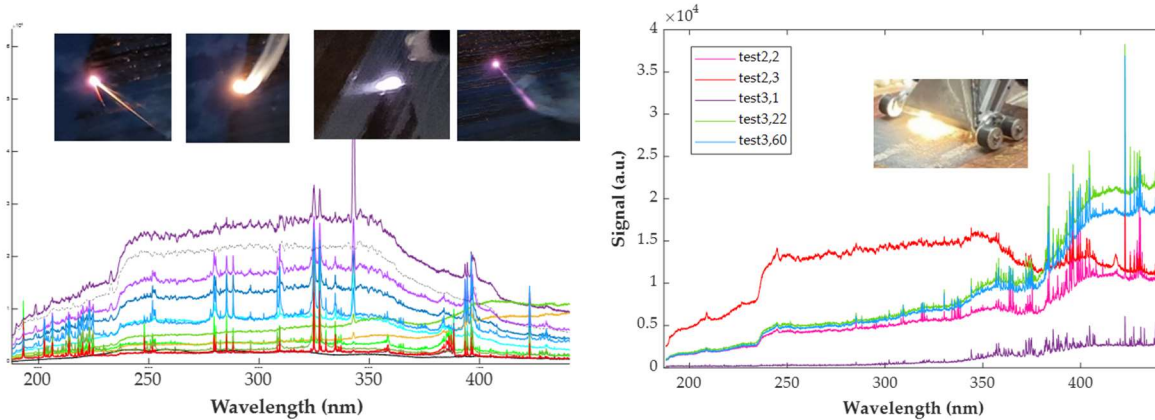 ×10⁴
4
3.5
3
2.5
2
1.5
1
0.5
0
Signal (a.u.)
test2,2
test2,3
test3,1
test3,22
test3,60
200
250
300
350
400
Wavelength (nm)
200
250
300
350
400
Wavelength (nm)